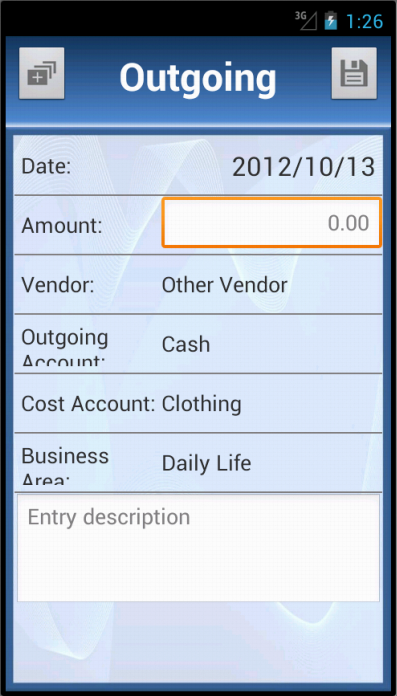 3G 1:26
Outgoing
Date: 2012/10/13
Amount: 0.00
Vendor: Other Vendor
Outgoing
Account: Cash
Cost Account: Clothing
Business
Area: Daily Life
Entry description